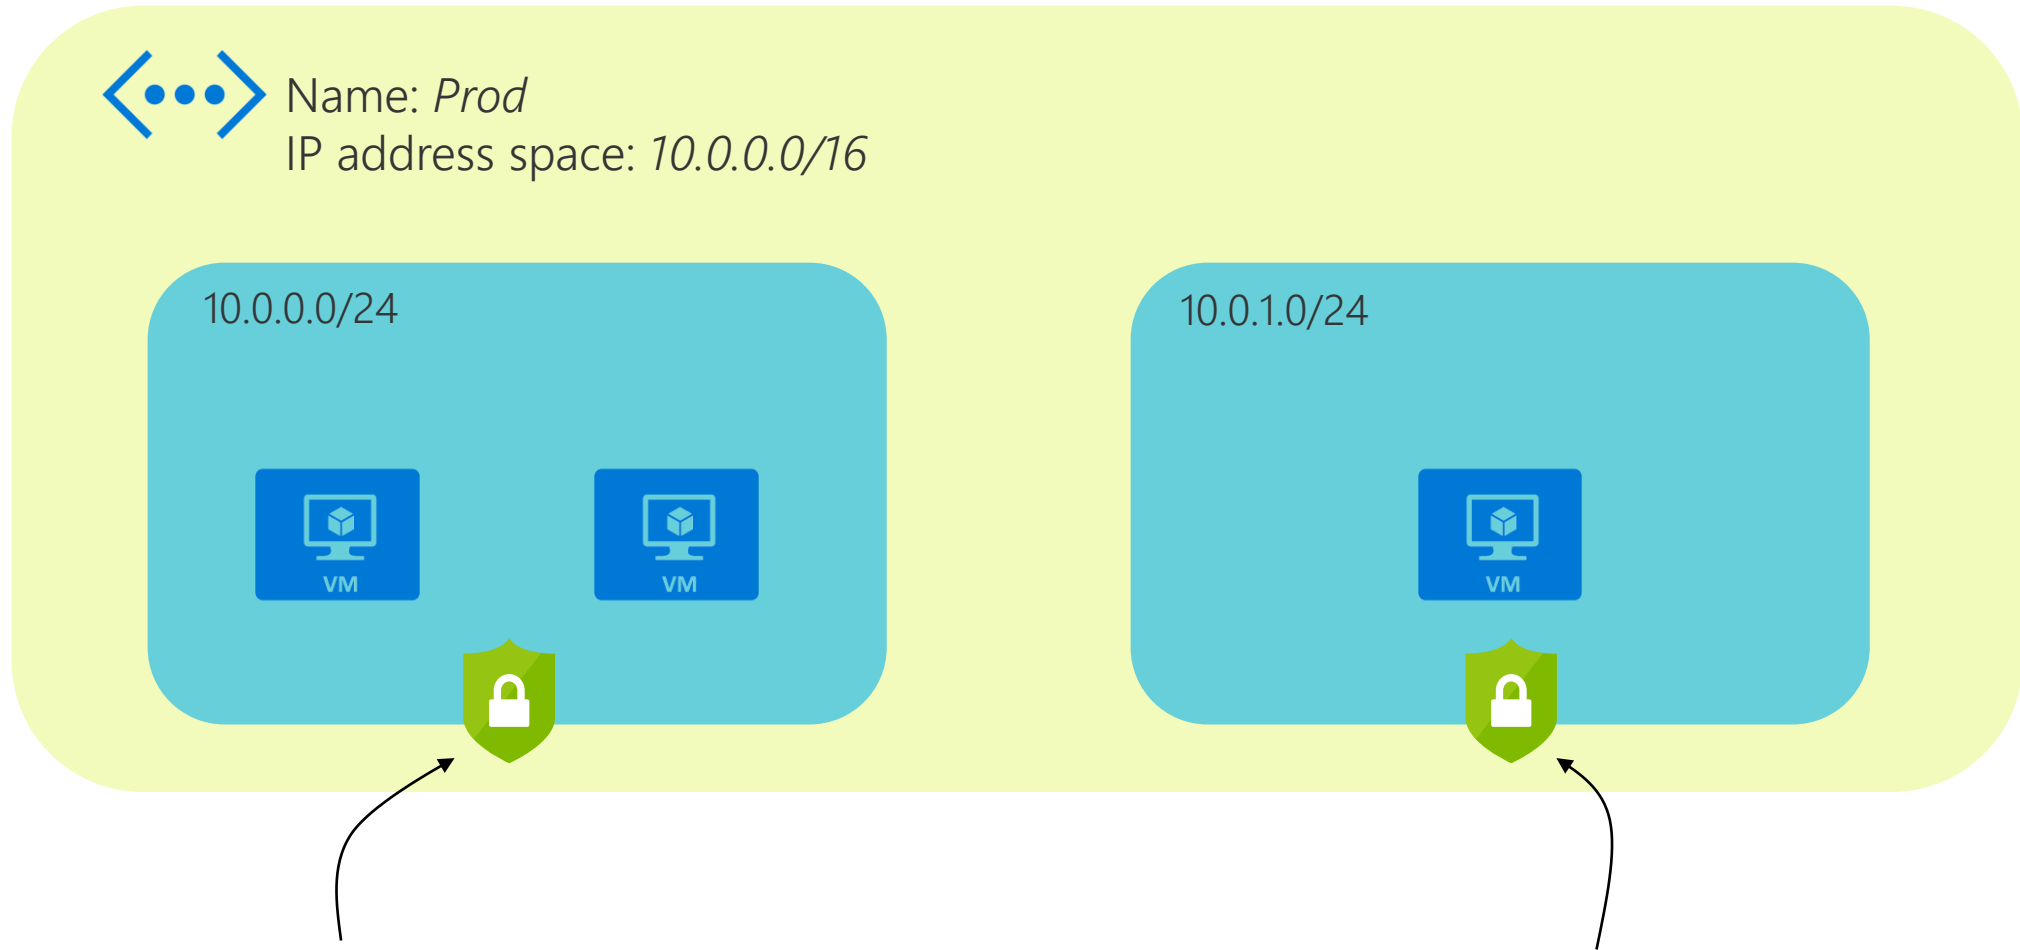 Name: Prod
IP address space: 10.0.0.0/16
10.0.0.0/24
10.0.1.0/24
VM
VM
VM